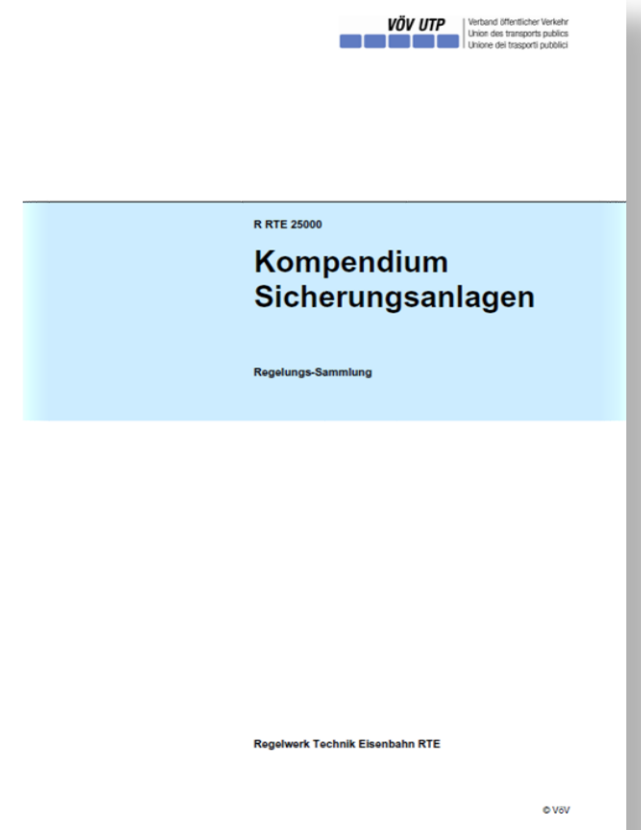 VÖV UTP
Verband öffentlicher Verkehr
Union des transports publics
Unione dei trasporti pubblici
R RTE 25000
Kompendium
Sicherungsanlagen
Regelungs-Sammlung
Regelwerk Technik Eisenbahn RTE
© VöV